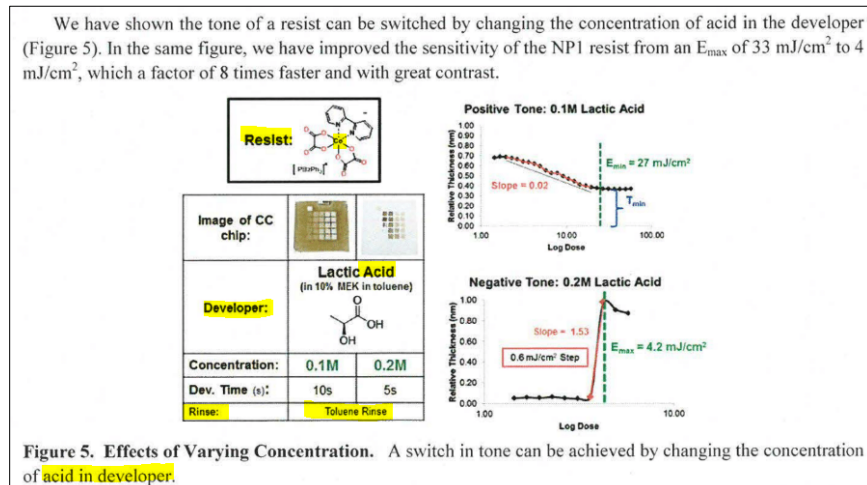 We have shown the tone of a resist can be switched by changing the concentration of acid in the developer
(Figure 5). In the same figure, we have improved the sensitivity of the NP1 resist from an Emax of 33 mJ/cm² to 4
mJ/cm², which a factor of 8 times faster and with great contrast.
Resist:
Co
N
N
O
O
O
O
O
O
O
O
−
[PBzPh₃]⁺
Image of CC
chip:
Developer:
Lactic Acid
(in 10% MEK in toluene)
O
OH
OH
Concentration: 0.1M 0.2M
Dev. Time (s): 10s 5s
Rinse: Toluene Rinse
Positive Tone: 0.1M Lactic Acid
Relative Thickness (nm)
0.80
0.70
0.60
0.50
0.40
0.30
0.20
0.10
0.00
Emin = 27 mJ/cm²
Slope = 0.02
Tmin
1.00 100.00
Log Dose
Negative Tone: 0.2M Lactic Acid
Relative Thickness (nm)
1.00
0.80
0.60
0.40
0.20
0.00
Slope = 1.53
0.6 mJ/cm² Step
Emax = 4.2 mJ/cm²
1.00 10.00
Log Dose
Figure 5. Effects of Varying Concentration. A switch in tone can be achieved by changing the concentration
of acid in developer.